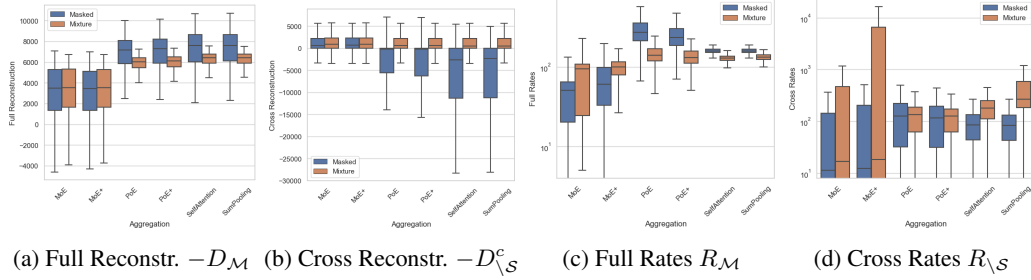 Full Reconstruction
10000
8000
6000
4000
2000
0
−2000
−4000
Masked
Mixture
MoE
MoE+
PoE
PoE+
SelfAttention
SumPooling
Aggregation
Cross Reconstruction
5000
0
−5000
−10000
−15000
−20000
−25000
−30000
Masked
Mixture
MoE
MoE+
PoE
PoE+
SelfAttention
SumPooling
Aggregation
Full Rates
10²
10¹
Masked
Mixture
MoE
MoE+
PoE
PoE+
SelfAttention
SumPooling
Aggregation
Cross Rates
10⁴
10³
10²
10¹
Masked
Mixture
MoE
MoE+
PoE
PoE+
SelfAttention
SumPooling
Aggregation
(a) Full Reconstr. −D_M
(b) Cross Reconstr. −D^c_{\S}
(c) Full Rates R_M
(d) Cross Rates R_{\S}